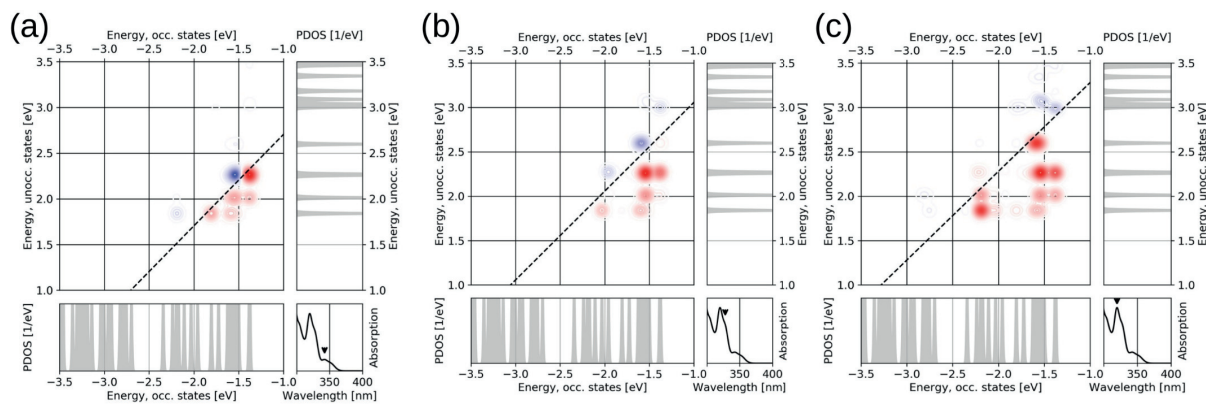 (a)
Energy, occ. states [eV]
−3.5 −3.0 −2.5 −2.0 −1.5 −1.0
PDOS [1/eV]
3.5
3.0
2.5
2.0
1.5
1.0
Energy, unocc. states [eV]
3.5
3.0
2.5
2.0
1.5
1.0
Energy, unocc. states [eV]
PDOS [1/eV]
Absorption
−3.5 −3.0 −2.5 −2.0 −1.5 −1.0
Energy, occ. states [eV]
300 350 400
Wavelength [nm]
(b)
Energy, occ. states [eV]
−3.5 −3.0 −2.5 −2.0 −1.5 −1.0
PDOS [1/eV]
3.5
3.0
2.5
2.0
1.5
1.0
Energy, unocc. states [eV]
3.5
3.0
2.5
2.0
1.5
1.0
Energy, unocc. states [eV]
PDOS [1/eV]
Absorption
−3.5 −3.0 −2.5 −2.0 −1.5 −1.0
Energy, occ. states [eV]
350 400
Wavelength [nm]
(c)
Energy, occ. states [eV]
−3.5 −3.0 −2.5 −2.0 −1.5 −1.0
PDOS [1/eV]
3.5
3.0
2.5
2.0
1.5
1.0
Energy, unocc. states [eV]
3.5
3.0
2.5
2.0
1.5
1.0
Energy, unocc. states [eV]
PDOS [1/eV]
Absorption
−3.5 −3.0 −2.5 −2.0 −1.5 −1.0
Energy, occ. states [eV]
350 400
Wavelength [nm]